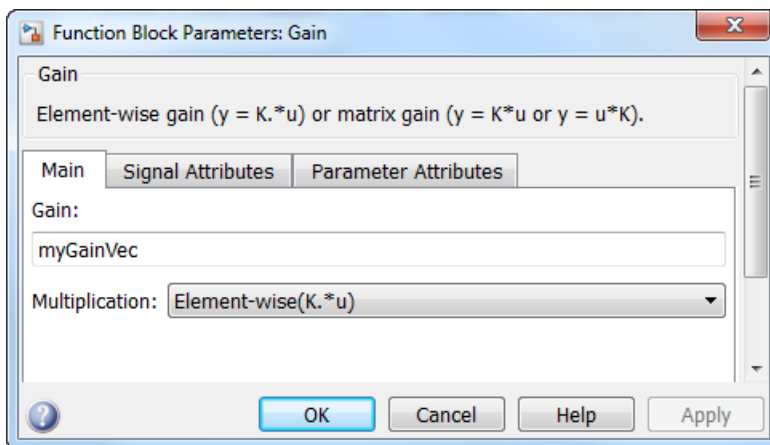 Function Block Parameters: Gain
Gain
Element-wise gain (y = K.*u) or matrix gain (y = K*u or y = u*K).
Main Signal Attributes Parameter Attributes
Gain:
myGainVec
Multiplication: Element-wise(K.*u)
OK Cancel Help Apply